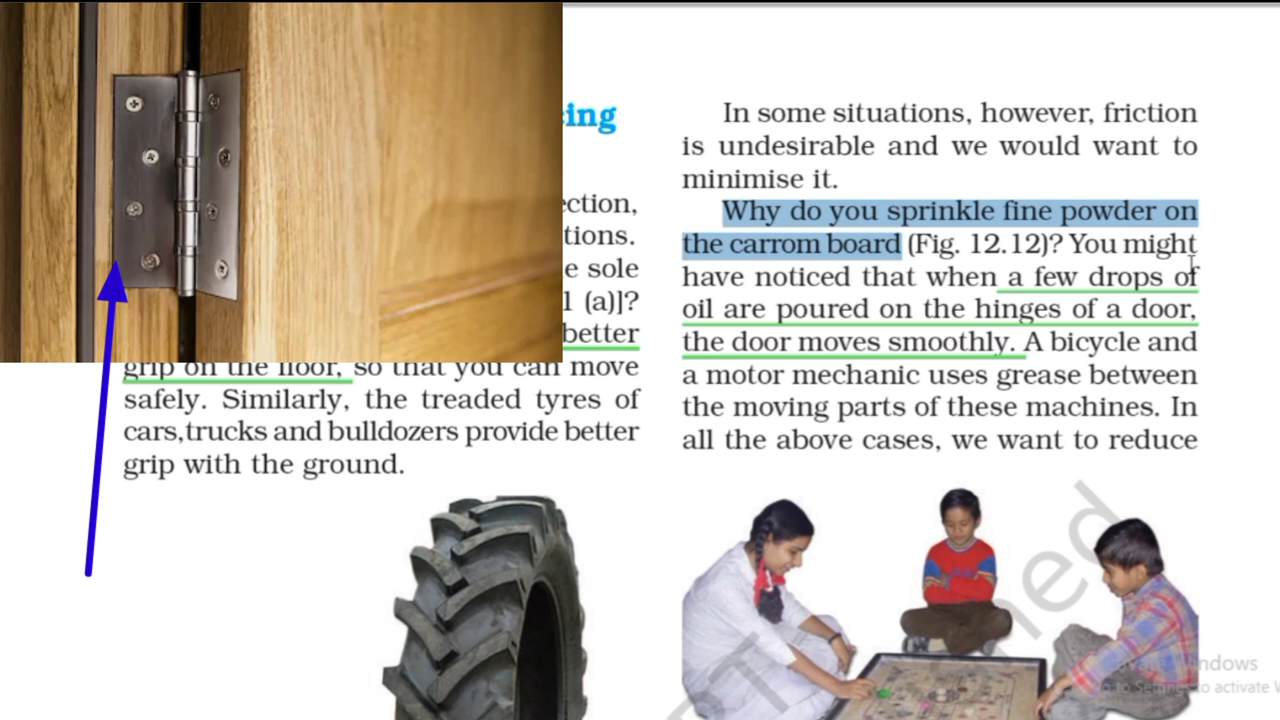 cing
ection,
tions.
e sole
1 (a)]?
better
grip on the floor, so that you can move
safely. Similarly, the treaded tyres of
cars,trucks and bulldozers provide better
grip with the ground.
In some situations, however, friction
is undesirable and we would want to
minimise it.
Why do you sprinkle fine powder on
the carrom board (Fig. 12.12)? You might
have noticed that when a few drops of
oil are poured on the hinges of a door,
the door moves smoothly. A bicycle and
a motor mechanic uses grease between
the moving parts of these machines. In
all the above cases, we want to reduce